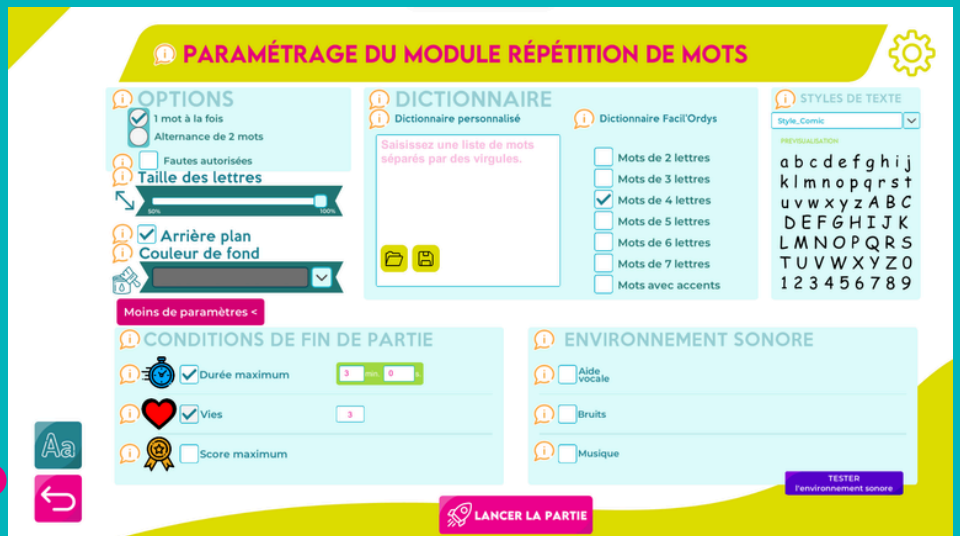 PARAMÉTRAGE DU MODULE RÉPÉTITION DE MOTS
OPTIONS
1 mot à la fois
Alternance de 2 mots
Fautes autorisées
Taille des lettres
50%
100%
Arrière plan
Couleur de fond
Moins de paramètres <
DICTIONNAIRE
Dictionnaire personnalisé
Saisissez une liste de mots
séparés par des virgules.
Dictionnaire Facil'Ordys
Mots de 2 lettres
Mots de 3 lettres
Mots de 4 lettres
Mots de 5 lettres
Mots de 6 lettres
Mots de 7 lettres
Mots avec accents
STYLES DE TEXTE
Style_Comic
PREVISUALISATION
a b c d e f g h i j
k l m n o p q r s t
u v w x y z A B C
D E F G H I J K
L M N O P Q R S
T U V W X Y Z 0
1 2 3 4 5 6 7 8 9
CONDITIONS DE FIN DE PARTIE
Durée maximum
3 min. 0 s.
Vies
3
Score maximum
ENVIRONNEMENT SONORE
Aide
vocale
Bruits
Musique
TESTER
l'environnement sonore
Aa
LANCER LA PARTIE